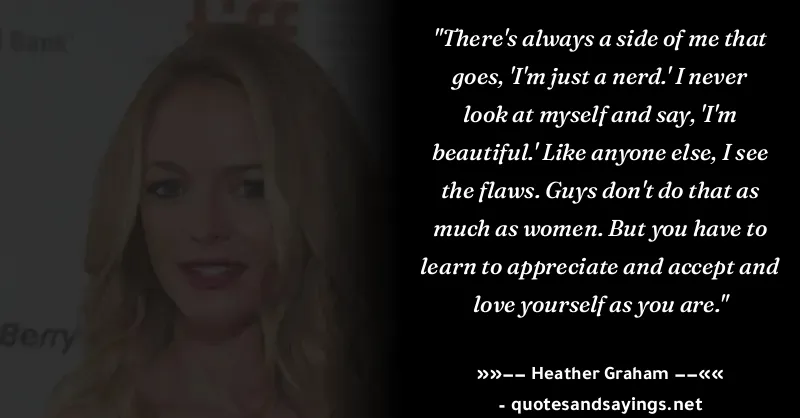 Bank
"There's always a side of me that
goes, 'I'm just a nerd.' I never
look at myself and say, 'I'm
beautiful.' Like anyone else, I see
the flaws. Guys don't do that as
much as women. But you have to
learn to appreciate and accept and
love yourself as you are."
Berry
»»–– Heather Graham ––««
- quotesandsayings.net